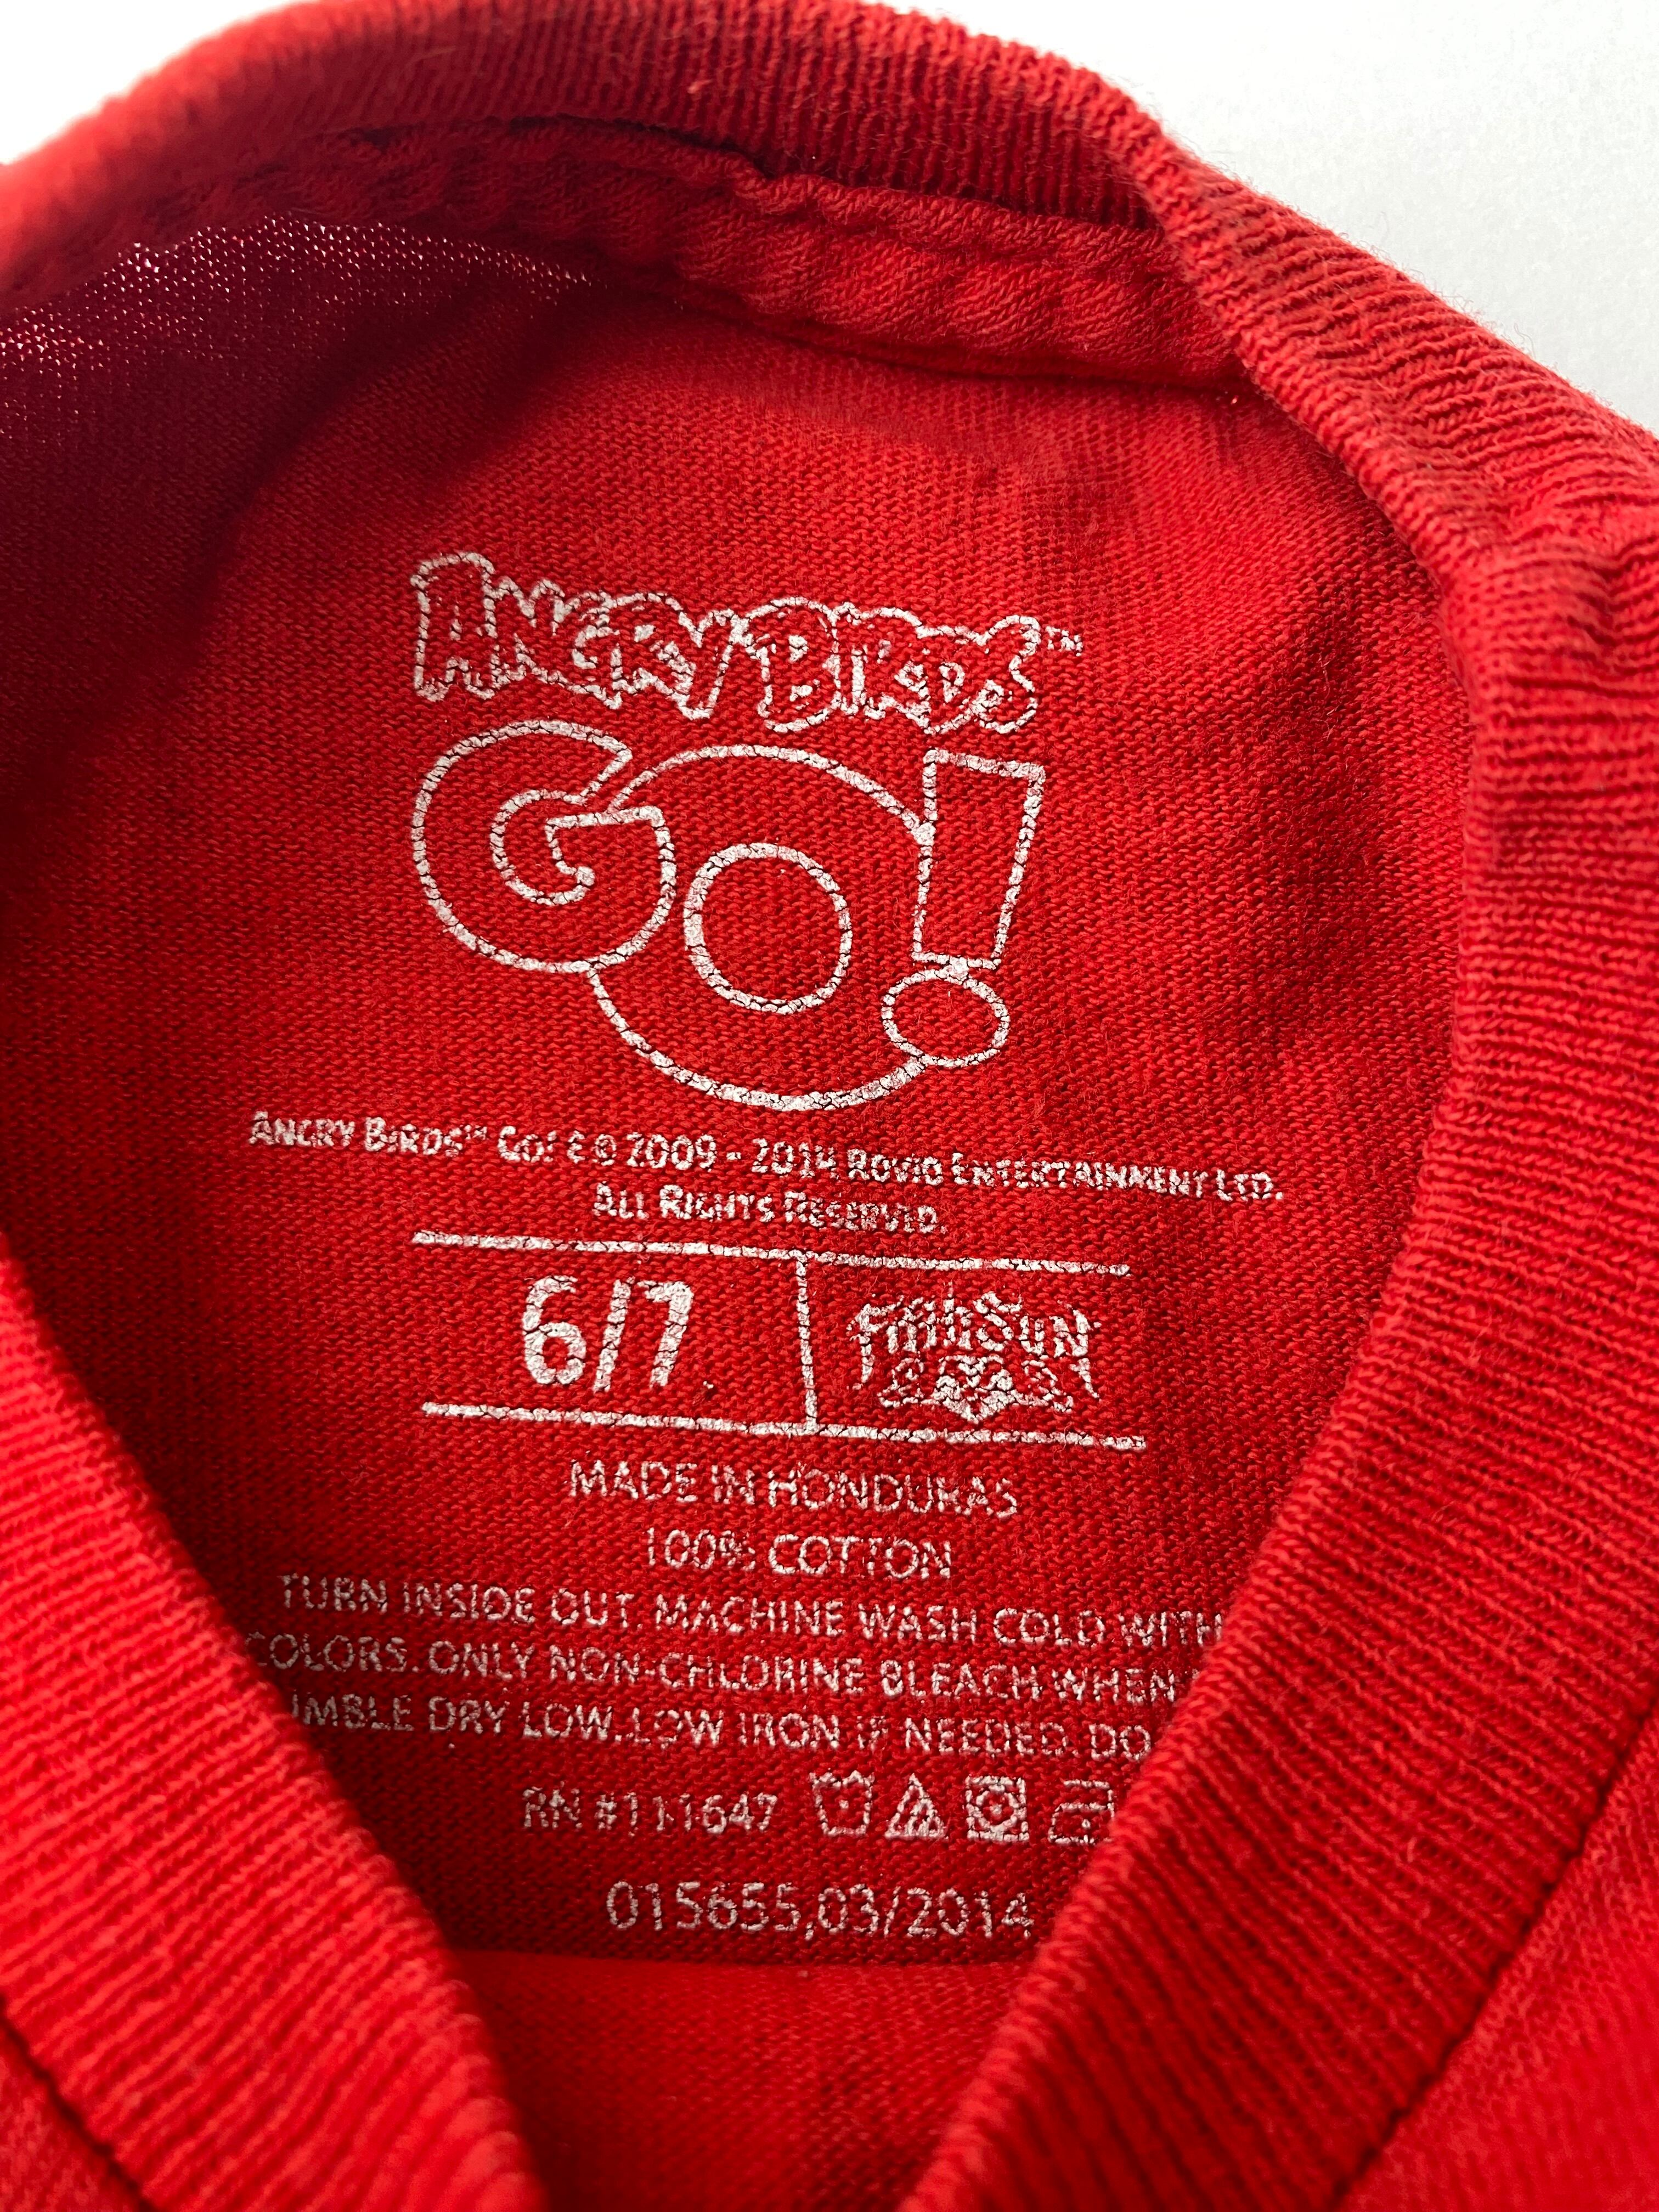 ANGRY BIRDS™
GO!
ANGRY BIRDS™ GO! & © 2009 - 2014 ROVIO ENTERTAINMENT LTD.
ALL RIGHTS RESERVED.
6/7
Fifth Sun
MADE IN HONDURAS
100% COTTON
TURN INSIDE OUT. MACHINE WASH COLD WITH
COLORS. ONLY NON-CHLORINE BLEACH WHEN
UMBLE DRY LOW. LOW IRON IF NEEDED. DO
RN #111647
015655,03/2014